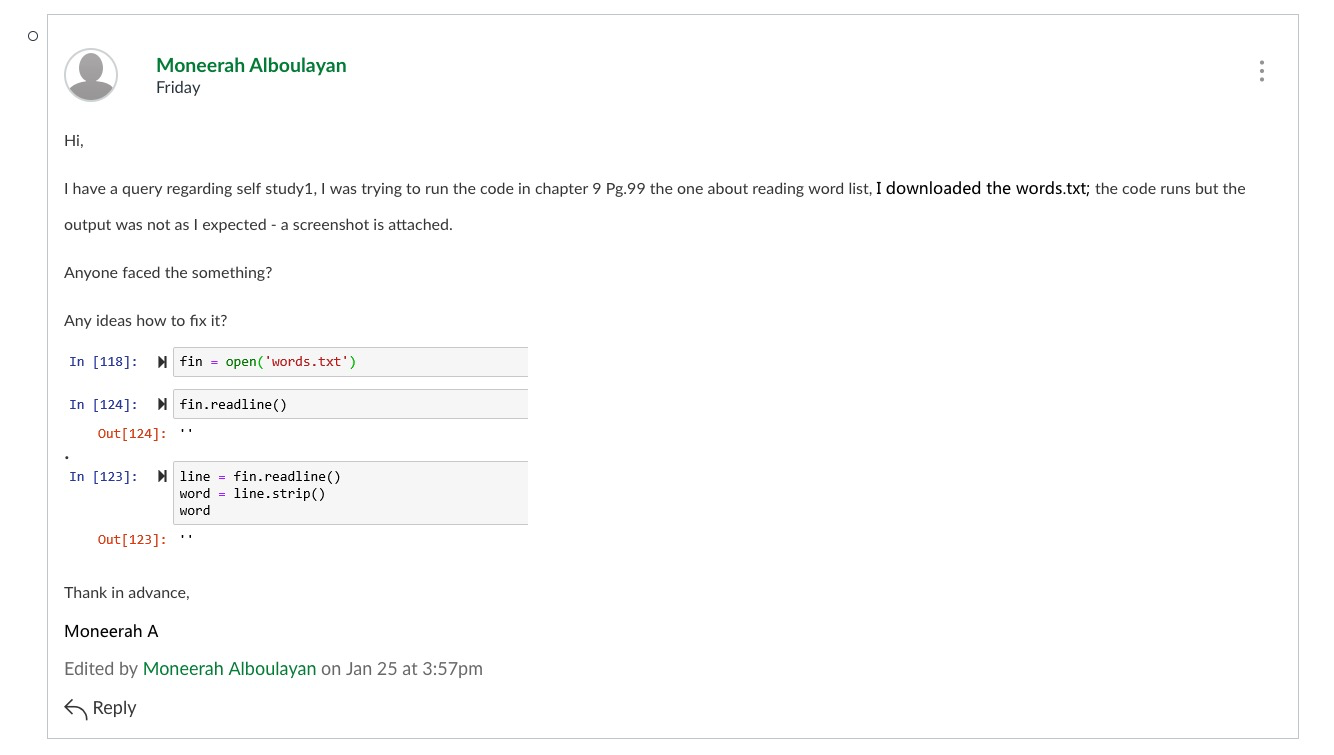 Moneerah Alboulayan
Friday
Hi,
I have a query regarding self study1, I was trying to run the code in chapter 9 Pg.99 the one about reading word list, I downloaded the words.txt; the code runs but the
output was not as I expected - a screenshot is attached.
Anyone faced the something?
Any ideas how to fix it?
In [118]: fin = open('words.txt')
In [124]: fin.readline()
Out[124]: ''
.
In [123]: line = fin.readline()
word = line.strip()
word
Out[123]: ''
Thank in advance,
Moneerah A
Edited by Moneerah Alboulayan on Jan 25 at 3:57pm
Reply